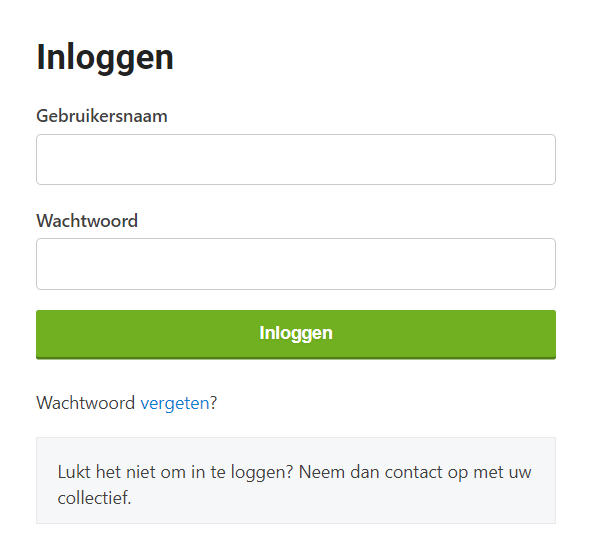 Inloggen
Gebruikersnaam
Wachtwoord
Inloggen
Wachtwoord vergeten?
Lukt het niet om in te loggen? Neem dan contact op met uw
collectief.